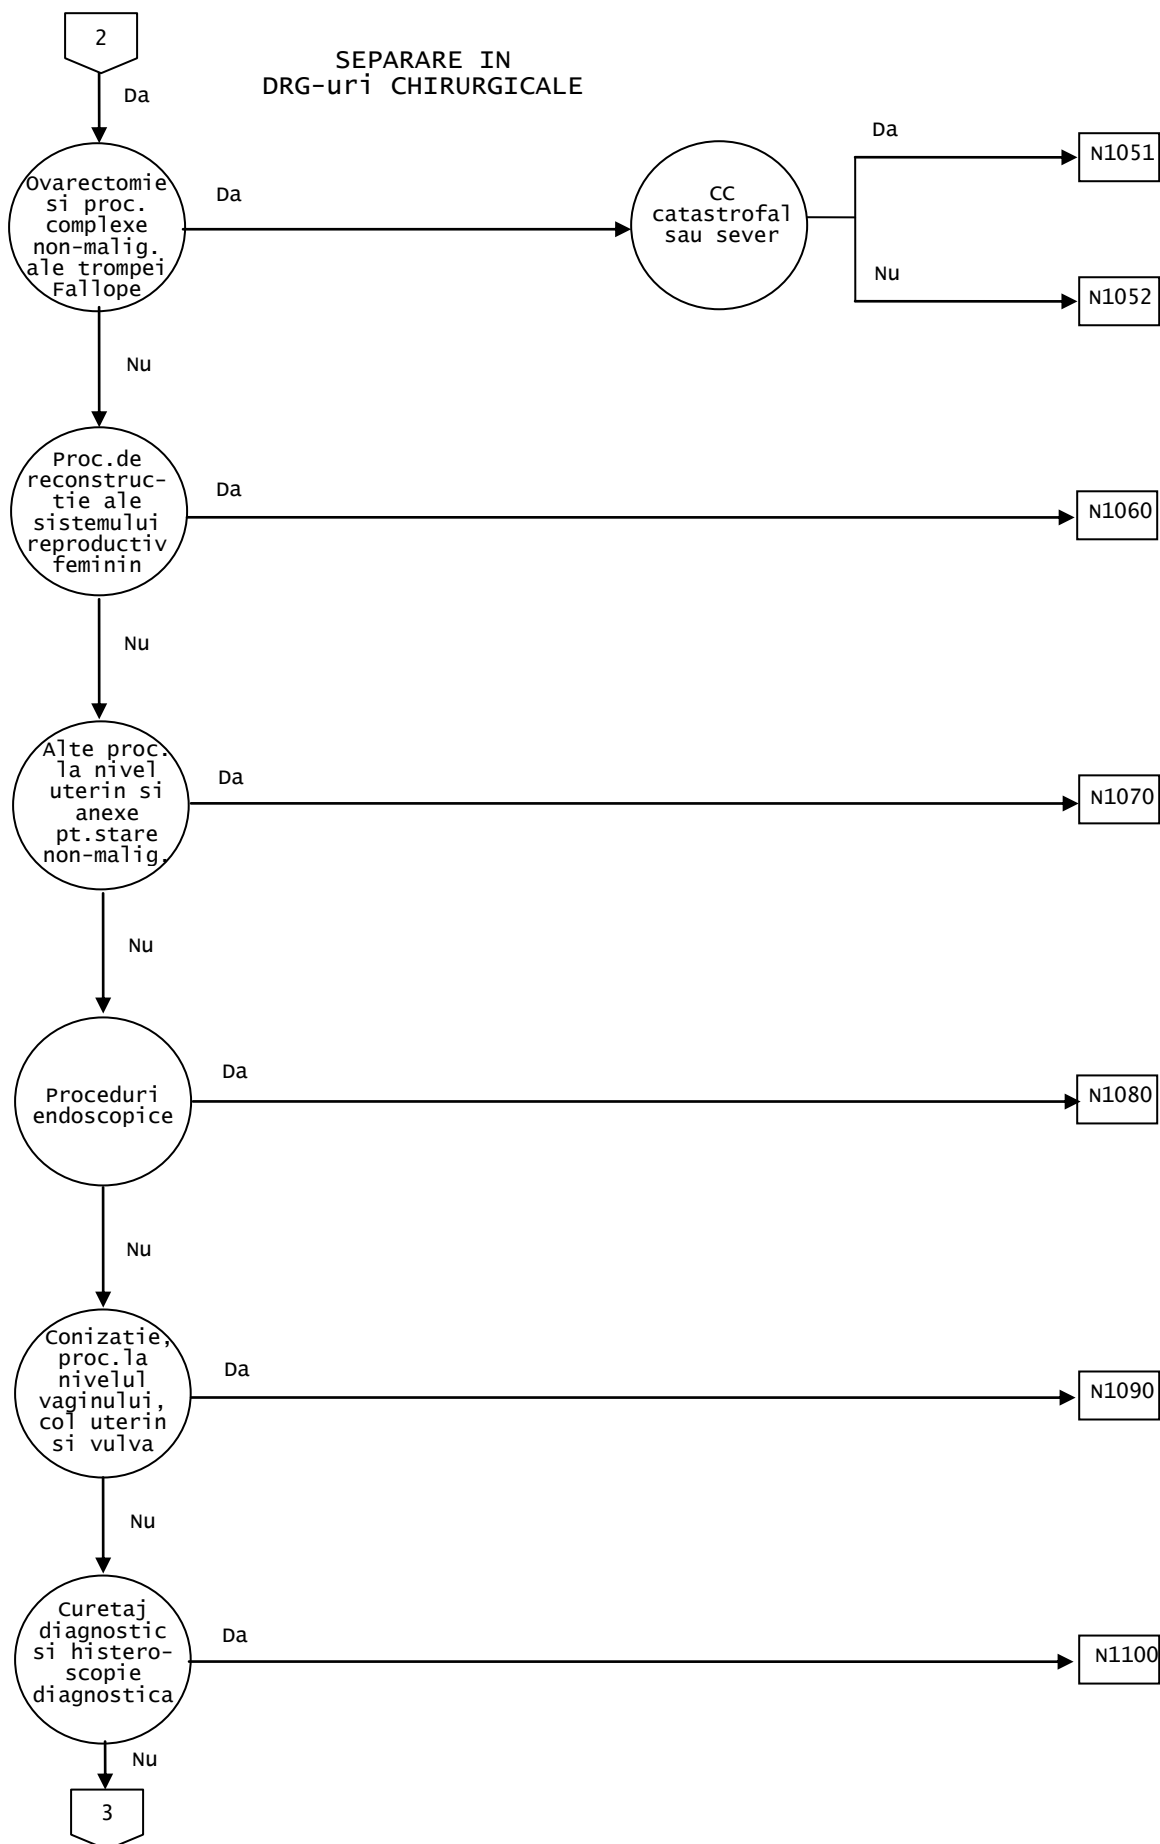 2
SEPARARE IN
DRG-uri CHIRURGICALE
Da
Ovarectomie
si proc.
complexe
non-malig.
ale trompei
Fallope
Da
CC
catastrofal
sau sever
Da
N1051
Nu
N1052
Nu
Proc.de
reconstruc-
tie ale
sistemului
reproductiv
feminin
Da
N1060
Nu
Alte proc.
la nivel
uterin si
anexe
pt.stare
non-malig.
Da
N1070
Nu
Proceduri
endoscopice
Da
N1080
Nu
Conizatie,
proc.la
nivelul
vaginului,
col uterin
si vulva
Da
N1090
Nu
Curetaj
diagnostic
si histero-
scopie
diagnostica
Da
N1100
Nu
3